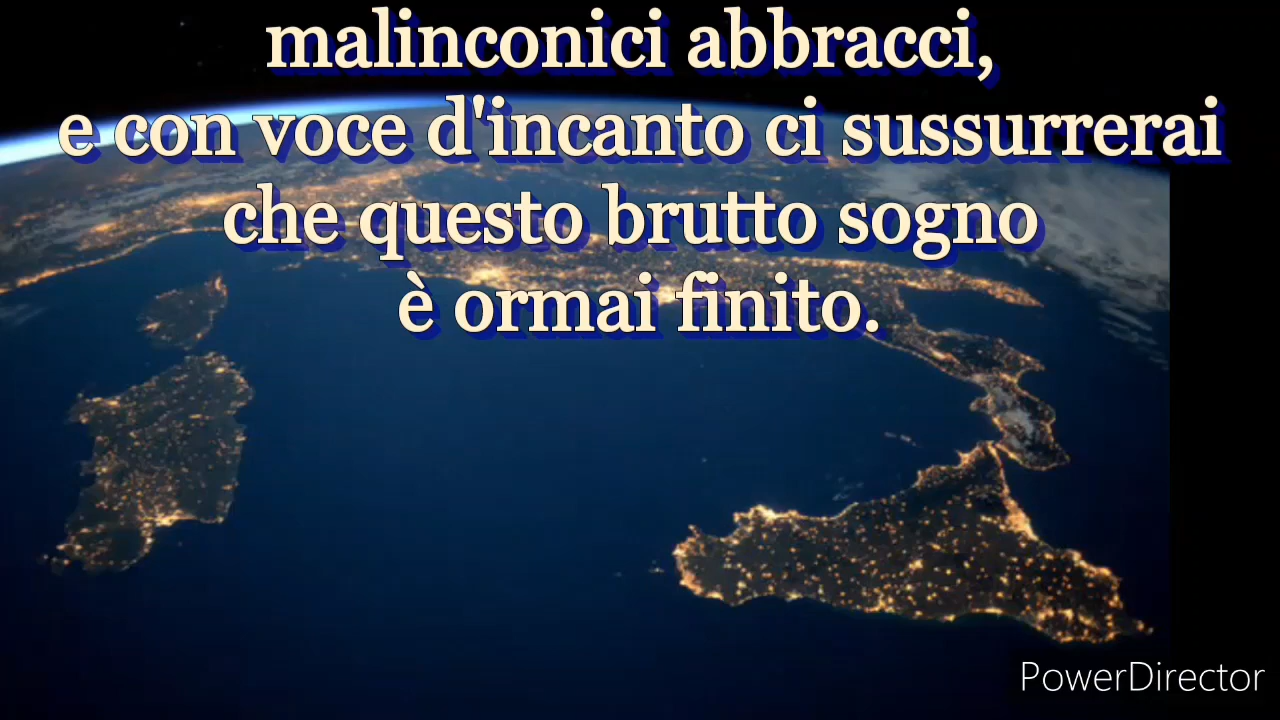 malinconici abbracci,
e con voce d'incanto ci sussurrerai
che questo brutto sogno
è ormai finito.
PowerDirector